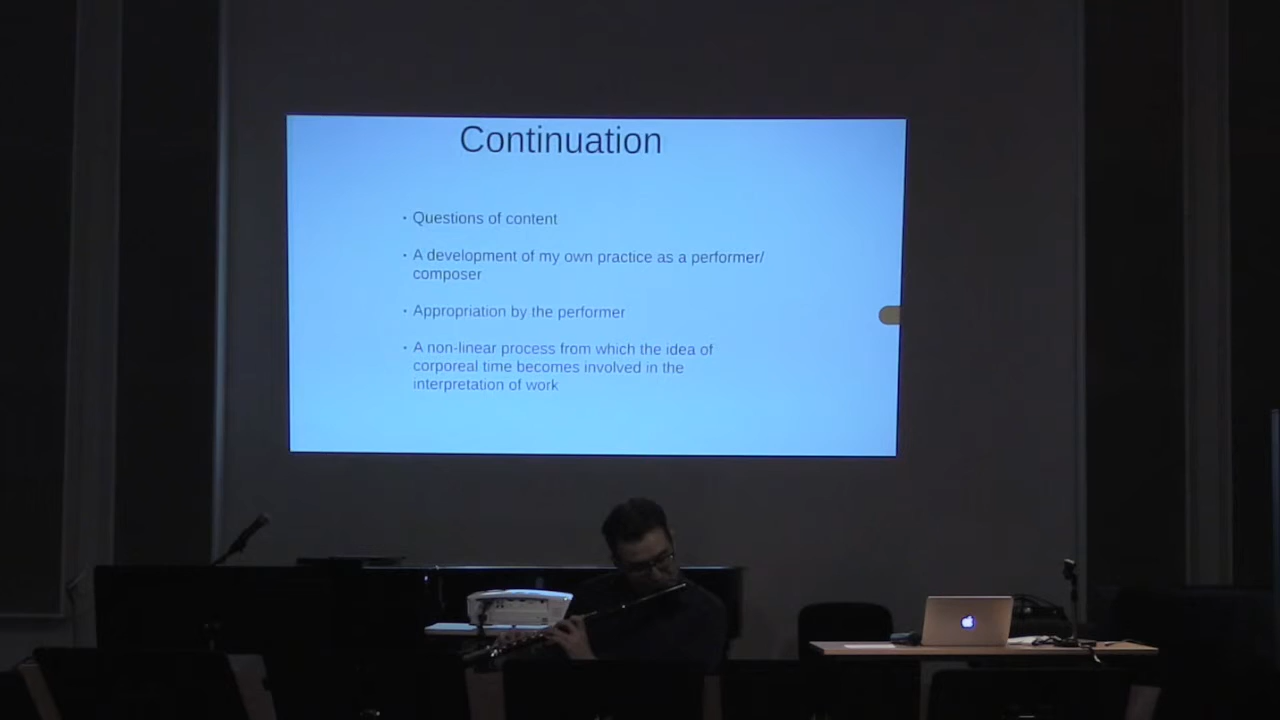 Continuation
· Questions of content
· A development of my own practice as a performer/
composer
· Appropriation by the performer
· A non-linear process from which the idea of
corporeal time becomes involved in the
interpretation of work